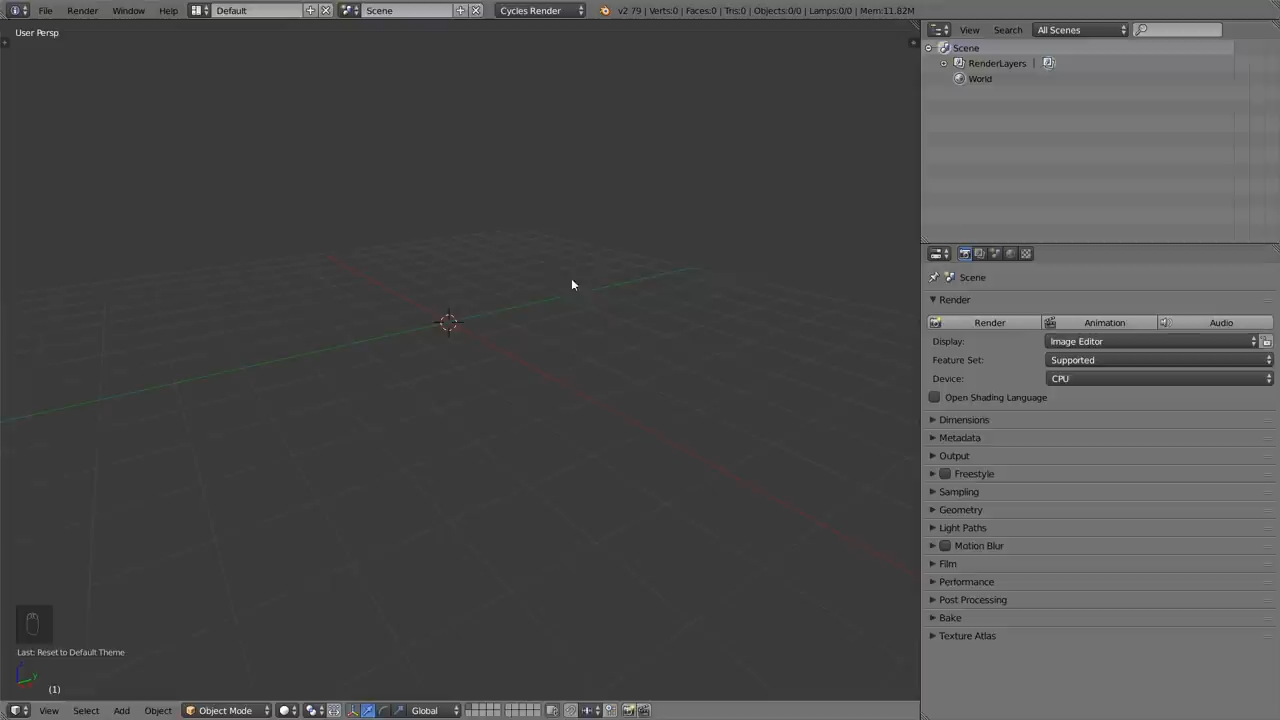 File Render Window Help Default Scene Cycles Render v2.79 | Verts:0 | Faces:0 | Tris:0 | Objects:0/0 | Lamps:0/0 | Mem:11.82M
User Persp
View Search All Scenes
Scene
RenderLayers |
World
Scene
Render
Render Animation Audio
Display: Image Editor
Feature Set: Supported
Device: CPU
Open Shading Language
Dimensions
Metadata
Output
Freestyle
Sampling
Geometry
Light Paths
Motion Blur
Film
Performance
Post Processing
Bake
Texture Atlas
Last: Reset to Default Theme
(1)
View Select Add Object Object Mode Global